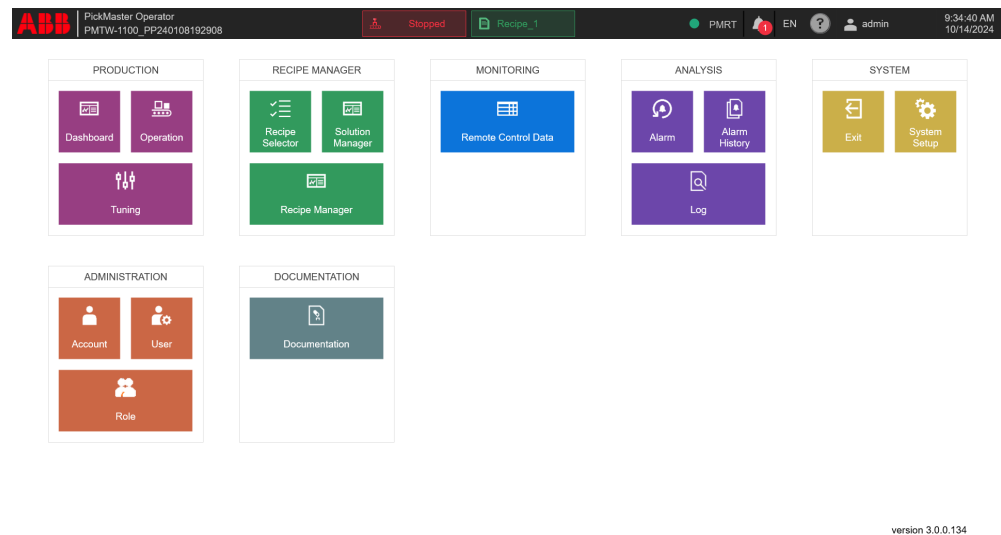 ABB
PickMaster Operator
PMTW-1100_PP240108192908
Stopped
Recipe_1
PMRT
1
EN
?
admin
9:34:40 AM
10/14/2024
PRODUCTION
Dashboard
Operation
Tuning
RECIPE MANAGER
Recipe
Selector
Solution
Manager
Recipe Manager
MONITORING
Remote Control Data
ANALYSIS
Alarm
Alarm
History
Log
SYSTEM
Exit
System
Setup
ADMINISTRATION
Account
User
Role
DOCUMENTATION
Documentation
version 3.0.0.134